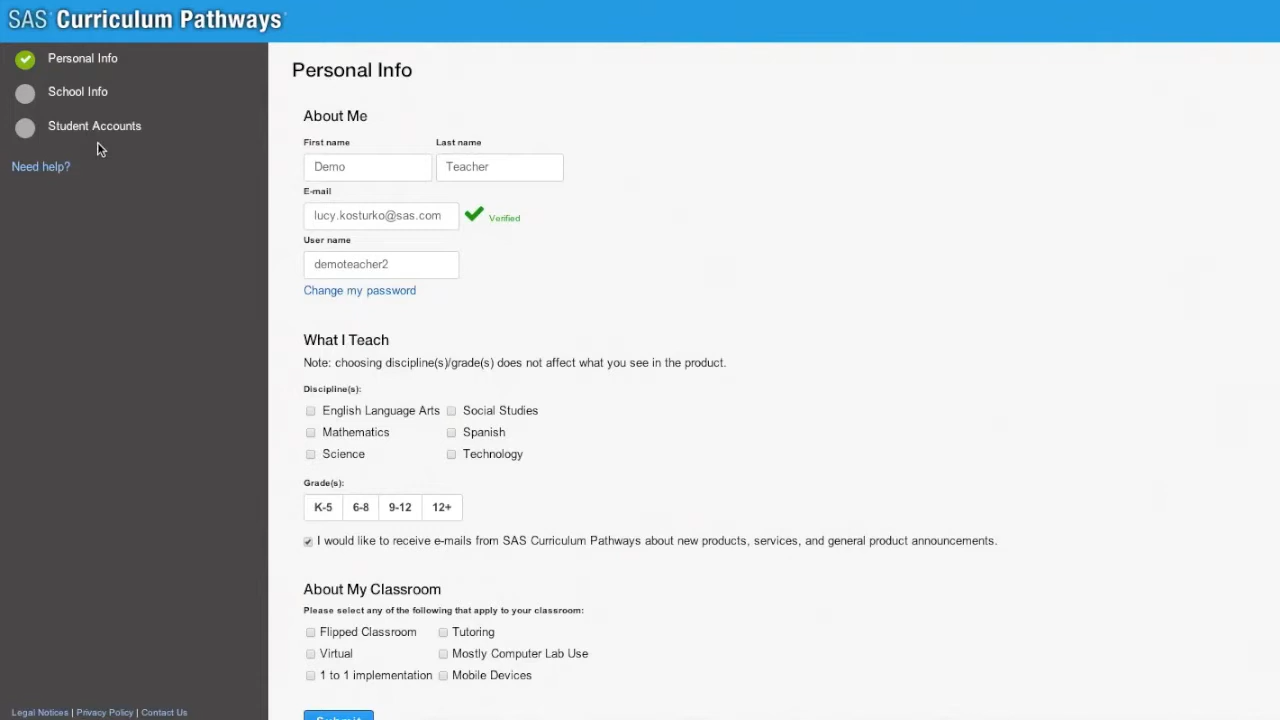 SAS® Curriculum Pathways®
Personal Info
School Info
Student Accounts
Need help?
Personal Info
About Me
First name Last name
Demo Teacher
E-mail
lucy.kosturko@sas.com Verified
User name
demoteacher2
Change my password
What I Teach
Note: choosing discipline(s)/grade(s) does not affect what you see in the product.
Discipline(s):
English Language Arts Social Studies
Mathematics Spanish
Science Technology
Grade(s):
K-5 6-8 9-12 12+
I would like to receive e-mails from SAS Curriculum Pathways about new products, services, and general product announcements.
About My Classroom
Please select any of the following that apply to your classroom:
Flipped Classroom Tutoring
Virtual Mostly Computer Lab Use
1 to 1 implementation Mobile Devices
Submit
Legal Notices | Privacy Policy | Contact Us